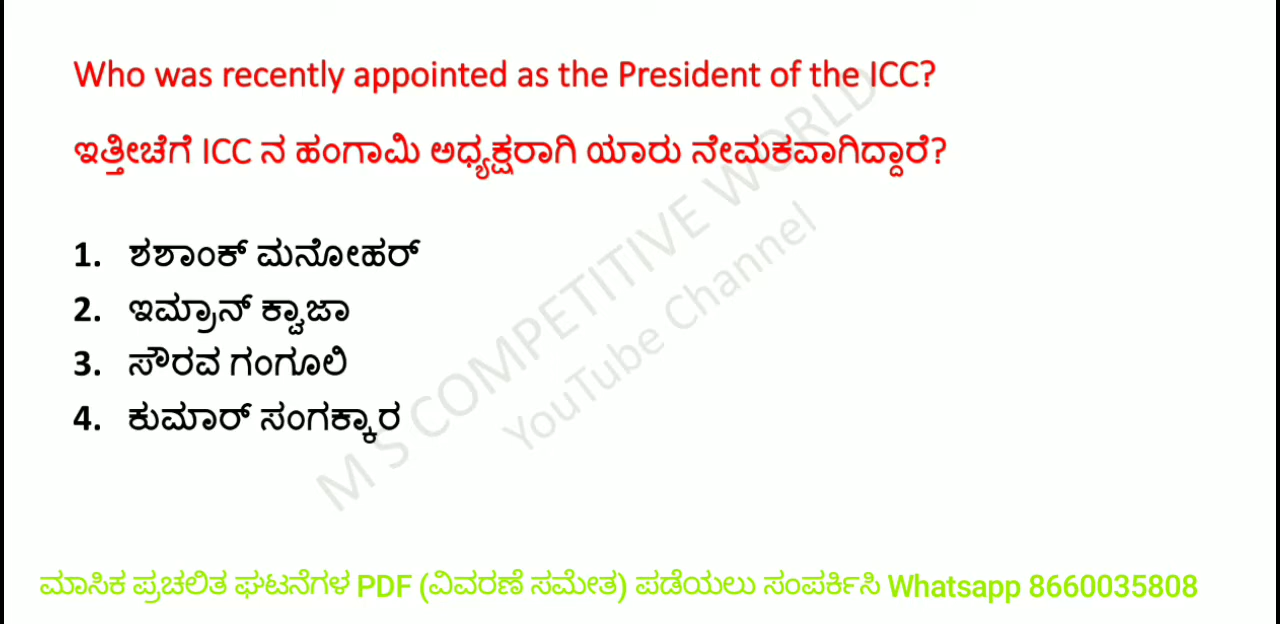 Who was recently appointed as the President of the ICC?
ಇತ್ತೀಚೆಗೆ ICC ನ ಹಂಗಾಮಿ ಅಧ್ಯಕ್ಷರಾಗಿ ಯಾರು ನೇಮಕವಾಗಿದ್ದಾರೆ?
1. ಶಶಾಂಕ್ ಮನೋಹರ್
2. ಇಮ್ರಾನ್ ಕ್ವಾಜಾ
3. ಸೌರವ ಗಂಗೂಲಿ
4. ಕುಮಾರ್ ಸಂಗಕ್ಕಾರ
M S COMPETITIVE WORLD
YouTube Channel
ಮಾಸಿಕ ಪ್ರಚಲಿತ ಘಟನೆಗಳ PDF (ವಿವರಣೆ ಸಮೇತ) ಪಡೆಯಲು ಸಂಪರ್ಕಿಸಿ Whatsapp 8660035808